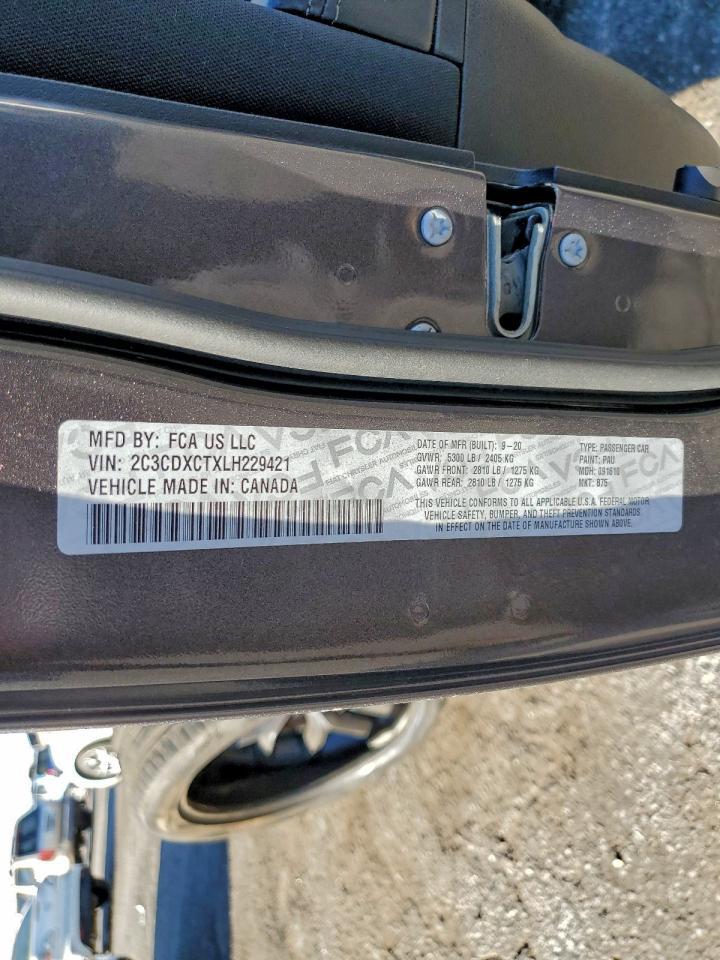 MFD BY: FCA US LLC
VIN: 2C3CDXCTXLH229421
VEHICLE MADE IN: CANADA
DATE OF MFR (BUILT): 9-20
GVWR: 5300 LB / 2405 KG
GAWR FRONT: 2810 LB / 1275 KG
GAWR REAR: 2810 LB / 1275 KG
THIS VEHICLE CONFORMS TO ALL APPLICABLE U.S.A. FEDERAL MOTOR
VEHICLE SAFETY, BUMPER, AND THEFT PREVENTION STANDARDS
IN EFFECT ON THE DATE OF MANUFACTURE SHOWN ABOVE.
TYPE: PASSENGER CAR
PAINT: PAU
MDH: 091610
MKT: B75